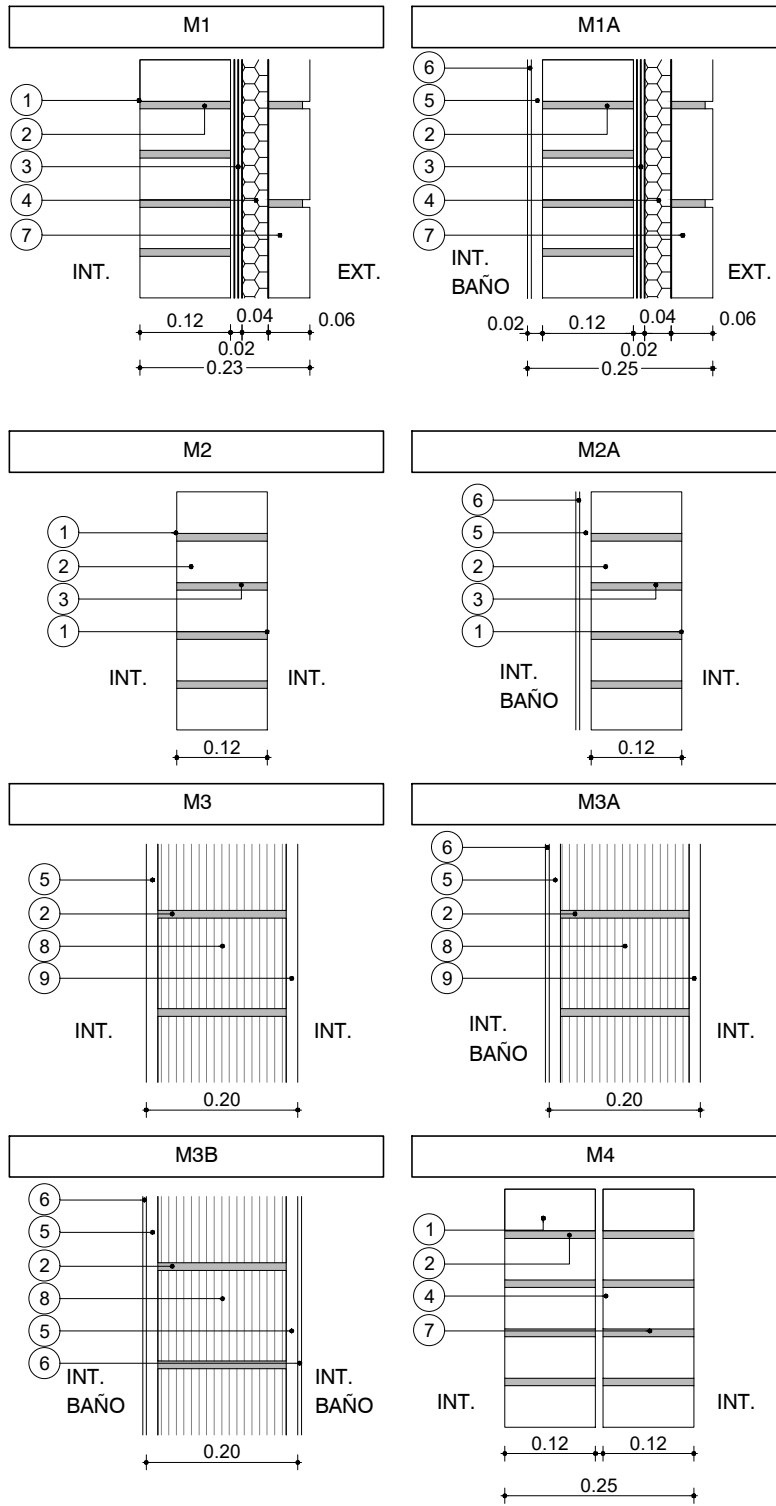 M1
1
2
3
4
7
INT.
EXT.
0.12
0.04
0.06
0.02
0.23
M1A
6
5
2
3
4
7
INT.
BAÑO
EXT.
0.02
0.12
0.04
0.06
0.02
0.25
M2
1
2
3
1
INT.
INT.
0.12
M2A
6
5
2
3
1
INT.
BAÑO
INT.
0.12
M3
5
2
8
9
INT.
INT.
0.20
M3A
6
5
2
8
9
INT.
BAÑO
INT.
0.20
M3B
6
5
2
8
5
6
INT.
BAÑO
INT.
BAÑO
0.20
M4
1
2
4
7
INT.
INT.
0.12
0.12
0.25